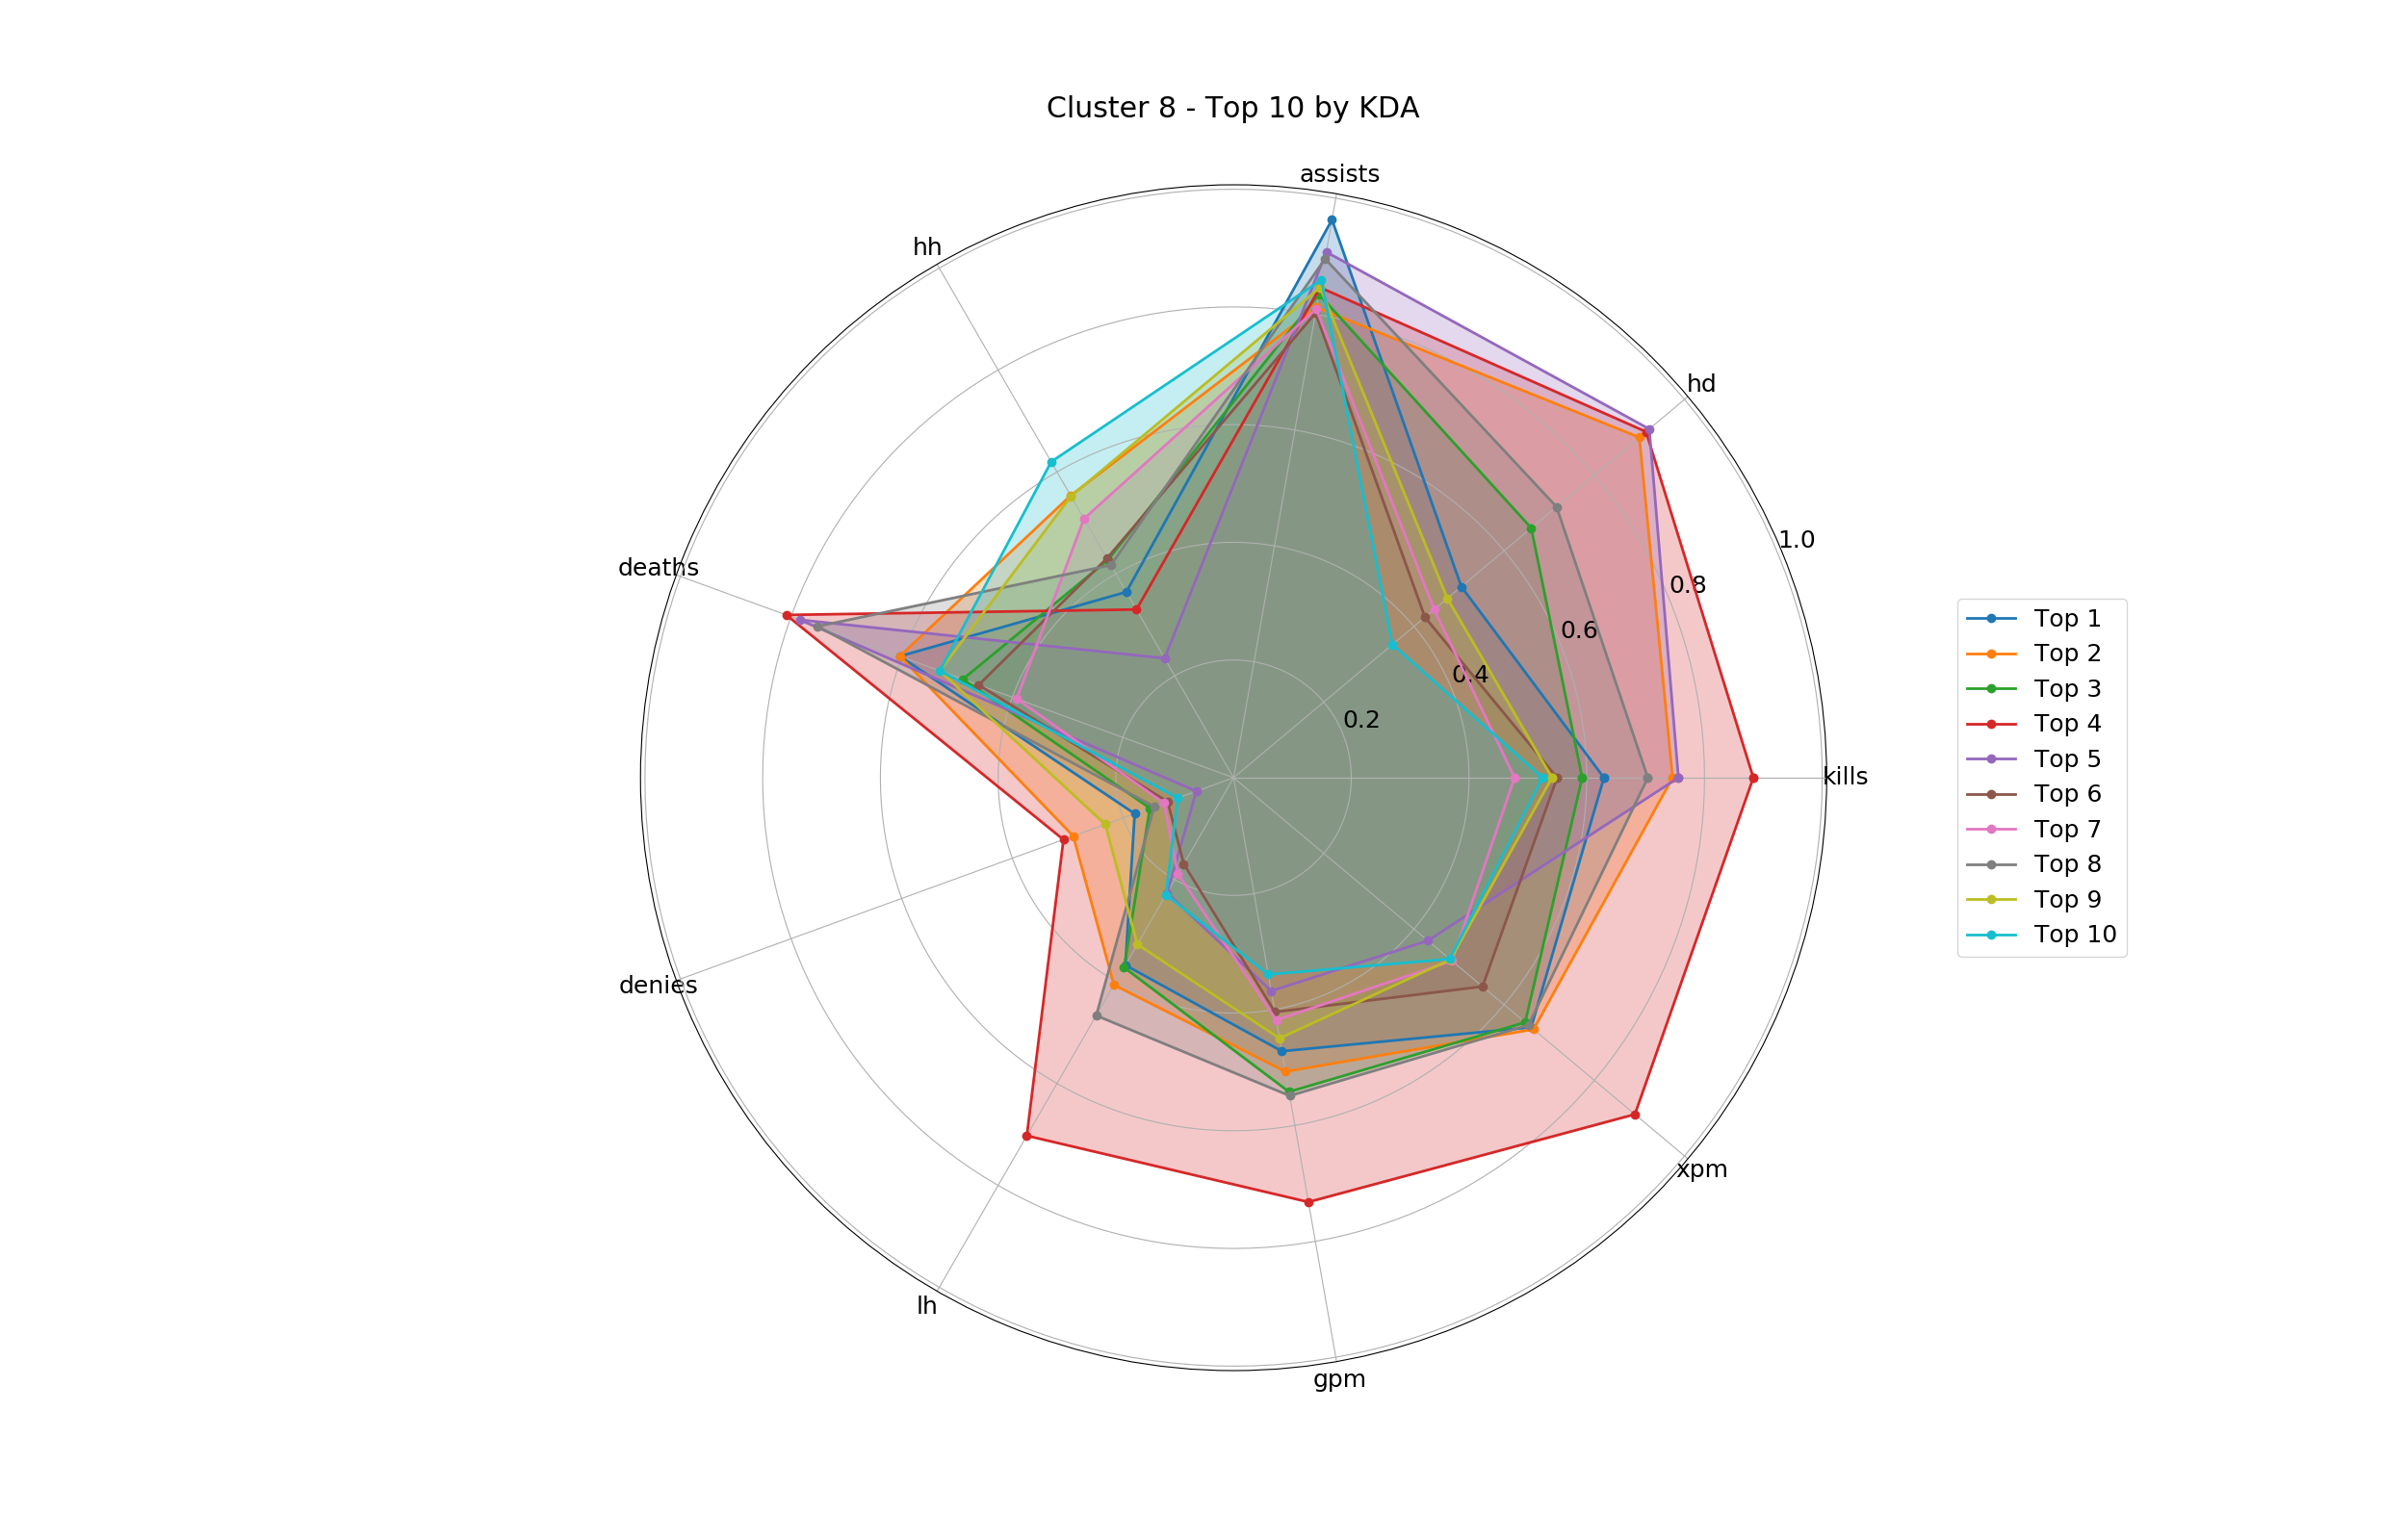 Cluster 8 - Top 10 by KDA
assists
hh
hd
deaths
kills
denies
lh
gpm
xpm
0.2
0.4
0.6
0.8
1.0
Top 1
Top 2
Top 3
Top 4
Top 5
Top 6
Top 7
Top 8
Top 9
Top 10